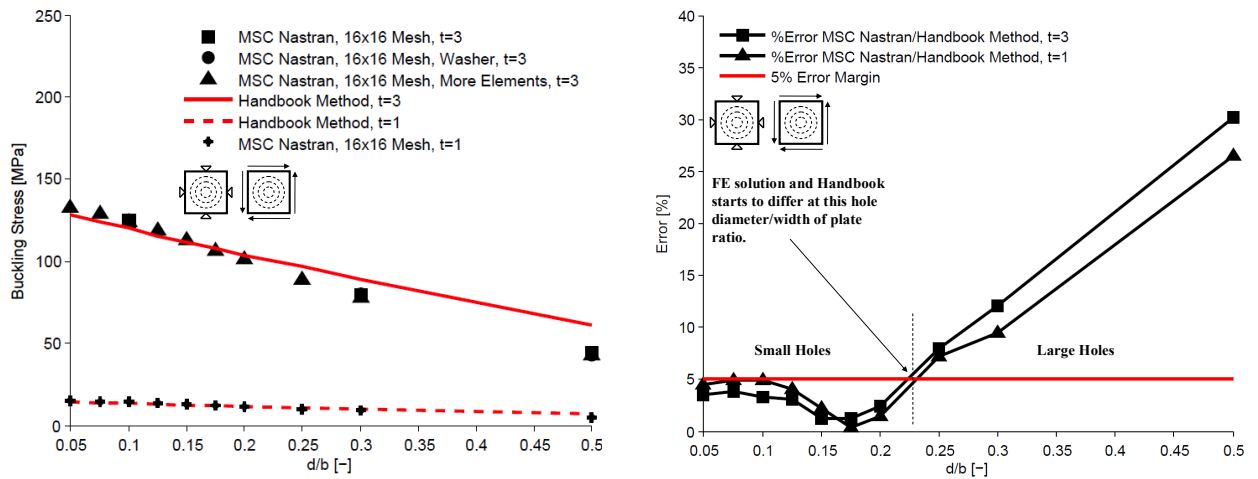 250
200
150
100
50
0
Buckling Stress [MPa]
MSC Nastran, 16x16 Mesh, t=3
MSC Nastran, 16x16 Mesh, Washer, t=3
MSC Nastran, 16x16 Mesh, More Elements, t=3
Handbook Method, t=3
Handbook Method, t=1
MSC Nastran, 16x16 Mesh, t=1
0.05 0.1 0.15 0.2 0.25 0.3 0.35 0.4 0.45 0.5
d/b [−]
40
35
30
25
20
15
10
5
0
Error [%]
%Error MSC Nastran/Handbook Method, t=3
%Error MSC Nastran/Handbook Method, t=1
5% Error Margin
FE solution and Handbook
starts to differ at this hole
diameter/width of plate
ratio.
Small Holes
Large Holes
0.05 0.1 0.15 0.2 0.25 0.3 0.35 0.4 0.45 0.5
d/b [−]